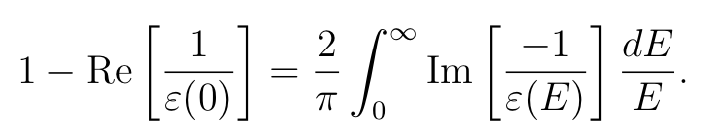 1 − Re [ 1 / ε(0) ] = 2/π ∫₀^∞ Im [ −1 / ε(E) ] dE/E.